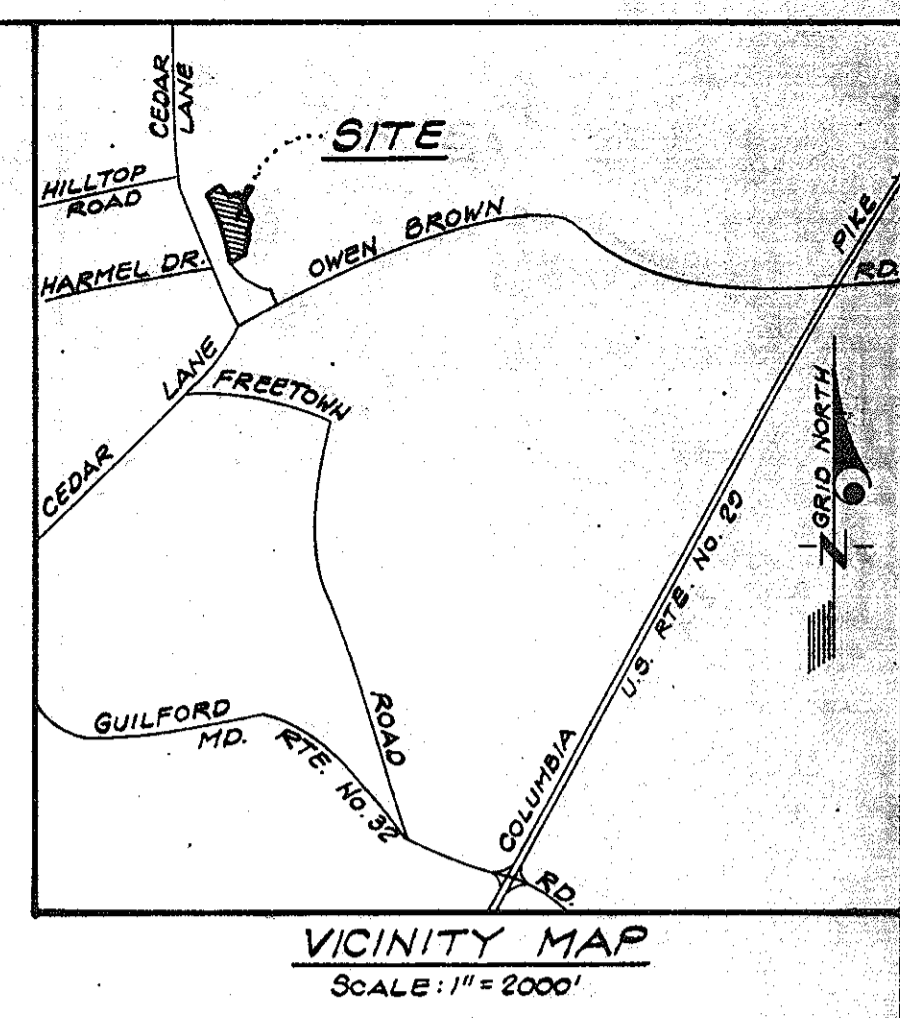 CEDAR
LANE
SITE
HILLTOP
ROAD
HARMEL DR.
OWEN BROWN
RD.
PIKE
CEDAR
LANE
FREETOWN
ROAD
GRID NORTH
N
U.S. RTE. No. 29
COLUMBIA
GUILFORD
MD. RTE. No. 32
RD.
VICINITY MAP
SCALE: 1" = 2000'